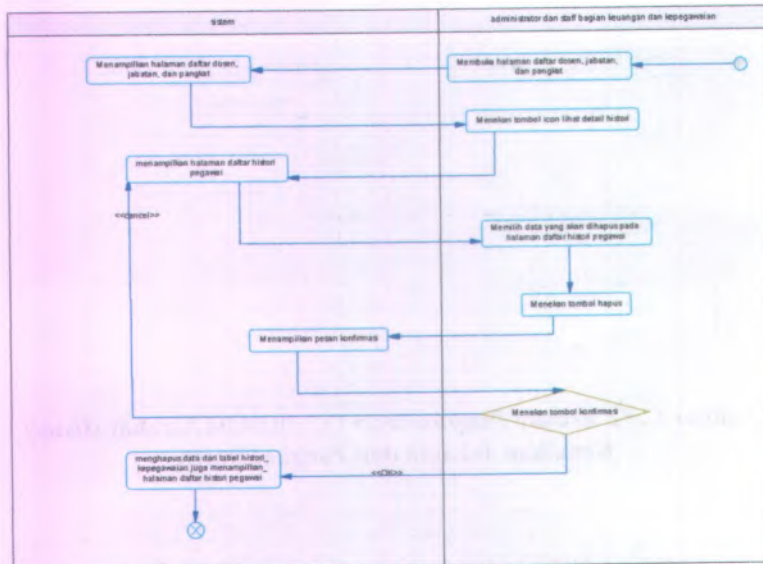 sistem
administrator dan staff bagian keuangan dan kepegawaian
Menampilkan halaman daftar dosen,
jabatan, dan pangkat
Membuka halaman daftar dosen, jabatan,
dan pangkat
Menekan tombol icon lihat detail histori
menampilkan halaman daftar histori
pegawai
<<cancel>>
Memilih data yang akan dihapus pada
halaman daftar histori pegawai
Menekan tombol hapus
Menampilkan pesan konfirmasi
Menekan tombol konfirmasi
<<OK>>
menghapus data dari tabel histori_
kepegawaian juga menampilkan_
halaman daftar histori pegawai